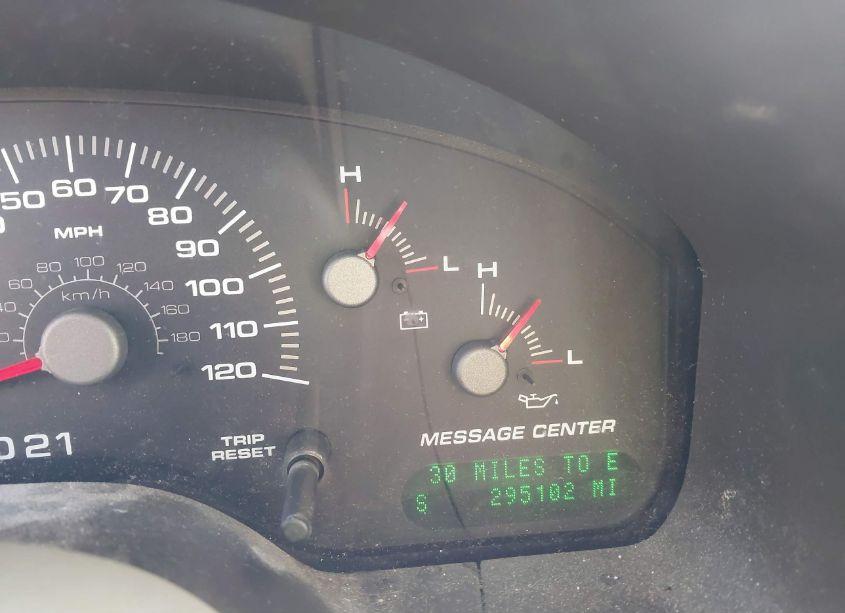 50 60 70 80 90 100 110 120
MPH
60 80 100 120 140 160 180
km/h
H
L
H
L
021
TRIP
RESET
MESSAGE CENTER
30 MILES TO E
S 295102 MI